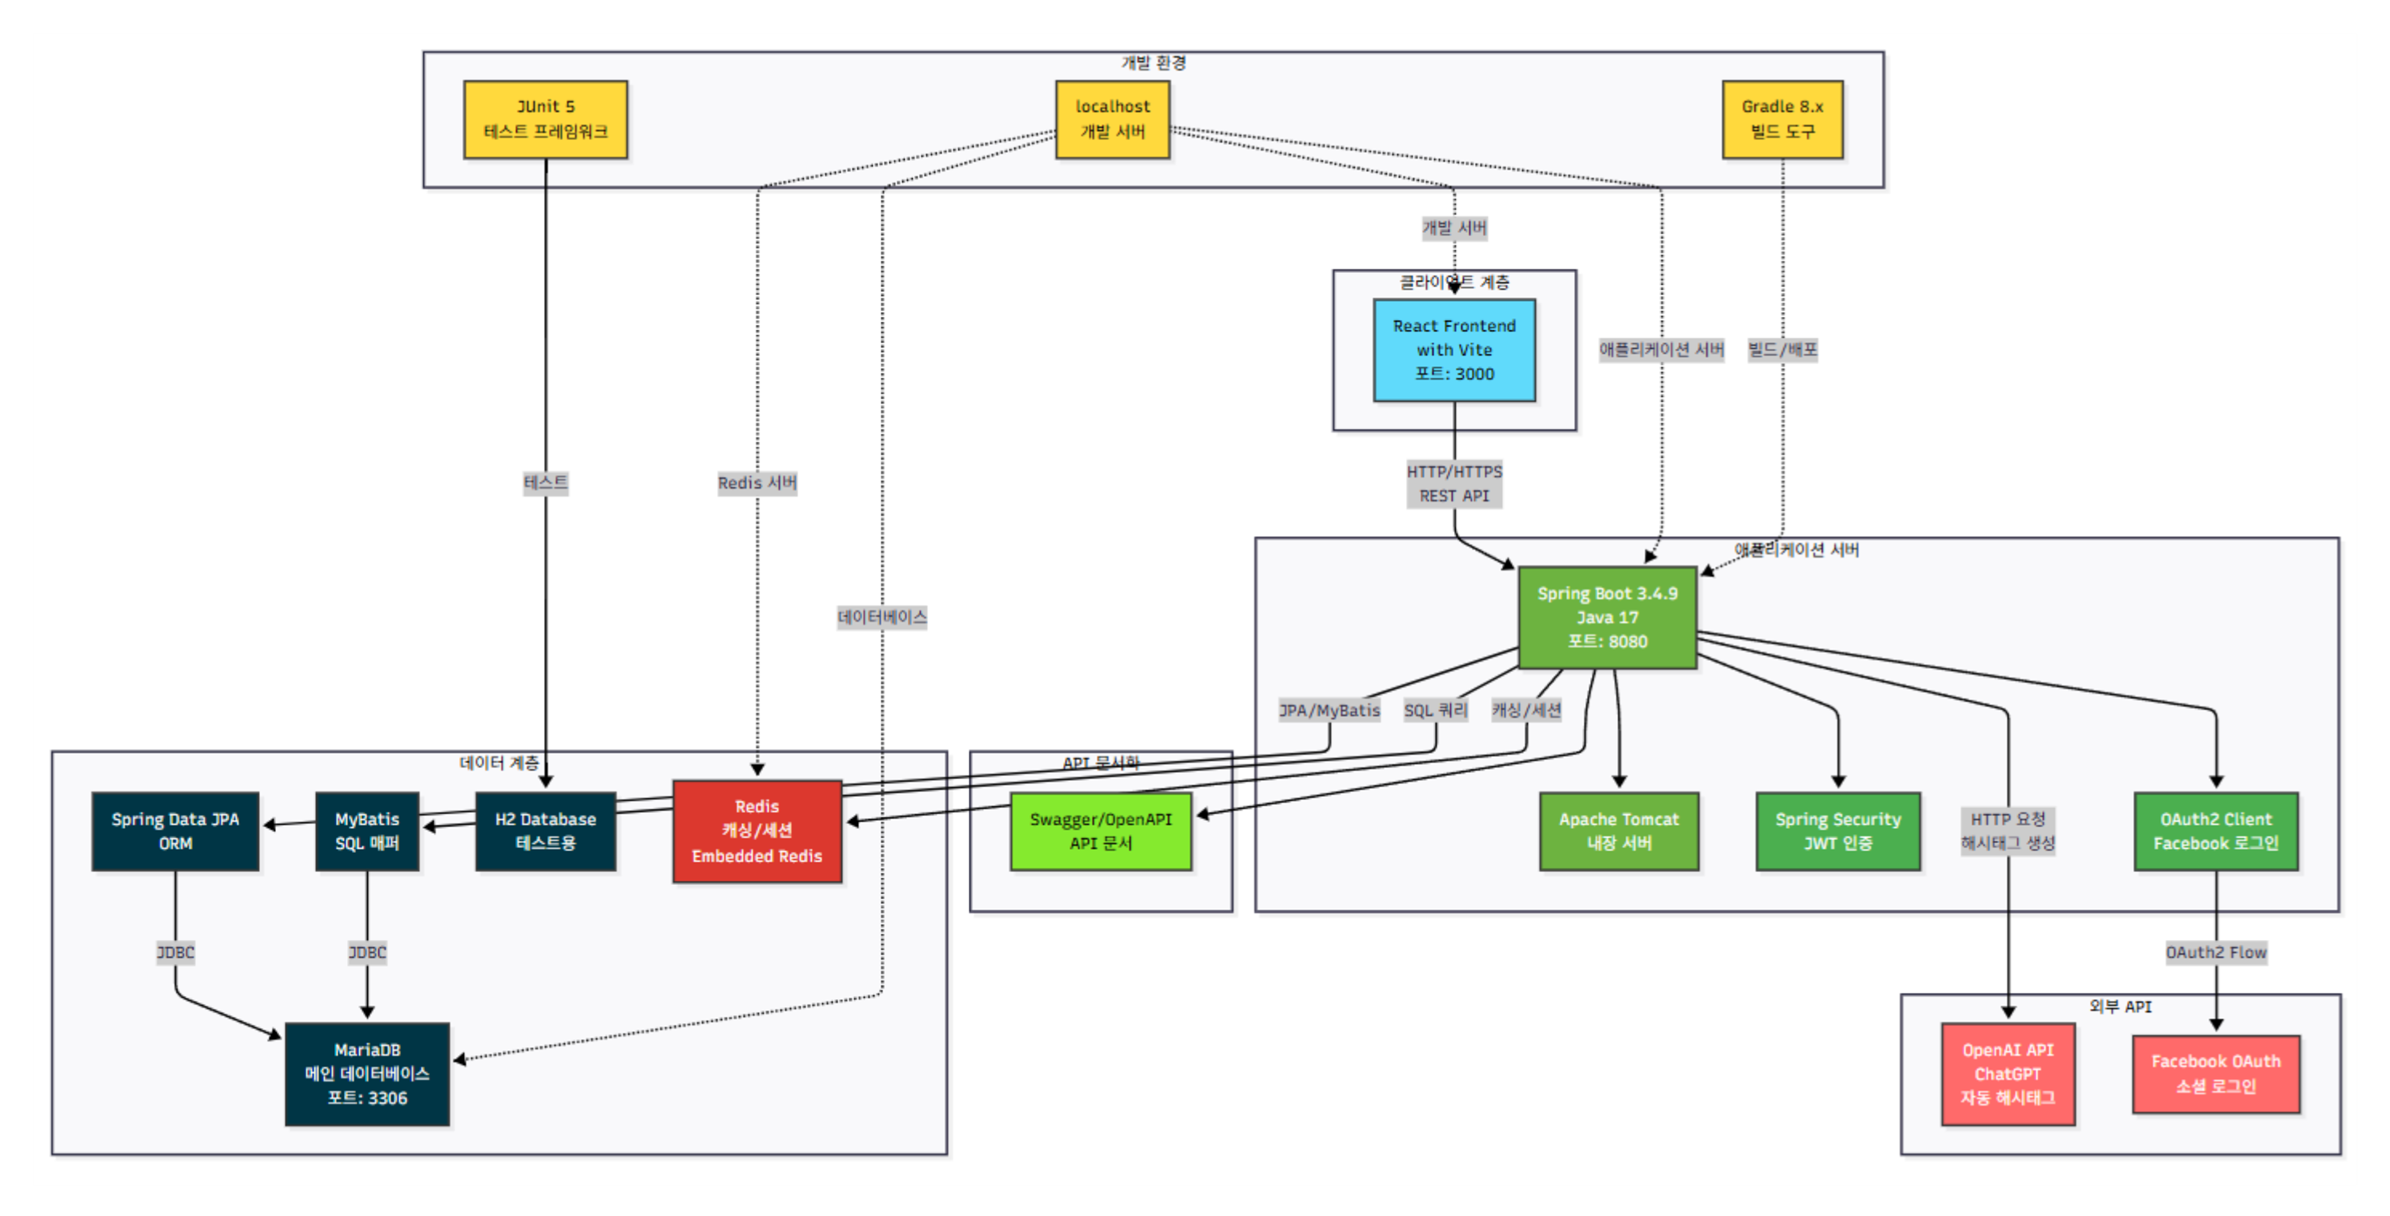 개발 환경
JUnit 5
테스트 프레임워크
localhost
개발 서버
Gradle 8.x
빌드 도구
개발 서버
클라이언트 계층
React Frontend
with Vite
포트: 3000
애플리케이션 서버
빌드/배포
HTTP/HTTPS
REST API
테스트
Redis 서버
데이터베이스
애플리케이션 서버
Spring Boot 3.4.9
Java 17
포트: 8080
JPA/MyBatis
SQL 쿼리
캐싱/세션
데이터 계층
Spring Data JPA
ORM
MyBatis
SQL 매퍼
H2 Database
테스트용
Redis
캐싱/세션
Embedded Redis
API 문서화
Swagger/OpenAPI
API 문서
Apache Tomcat
내장 서버
Spring Security
JWT 인증
HTTP 요청
해시태그 생성
OAuth2 Client
Facebook 로그인
JDBC
JDBC
OAuth2 Flow
MariaDB
메인 데이터베이스
포트: 3306
외부 API
OpenAI API
ChatGPT
자동 해시태그
Facebook OAuth
소셜 로그인